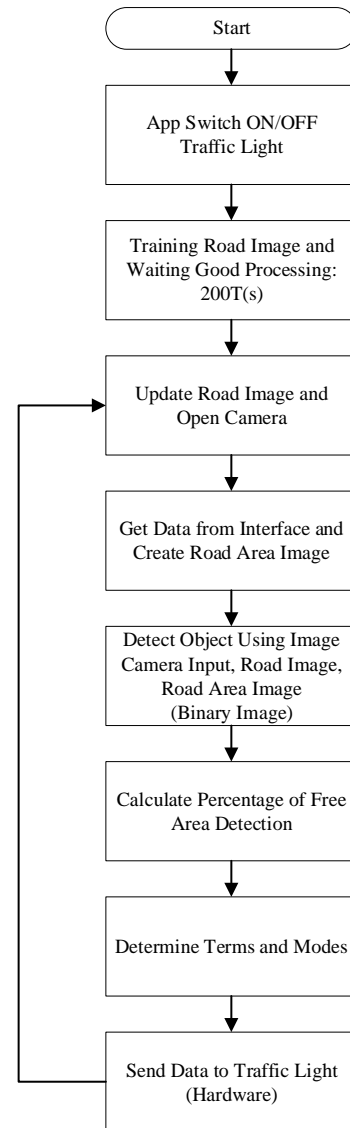 Start
App Switch ON/OFF
Traffic Light
Training Road Image and
Waiting Good Processing:
200T(s)
Update Road Image and
Open Camera
Get Data from Interface and
Create Road Area Image
Detect Object Using Image
Camera Input, Road Image,
Road Area Image
(Binary Image)
Calculate Percentage of Free
Area Detection
Determine Terms and Modes
Send Data to Traffic Light
(Hardware)